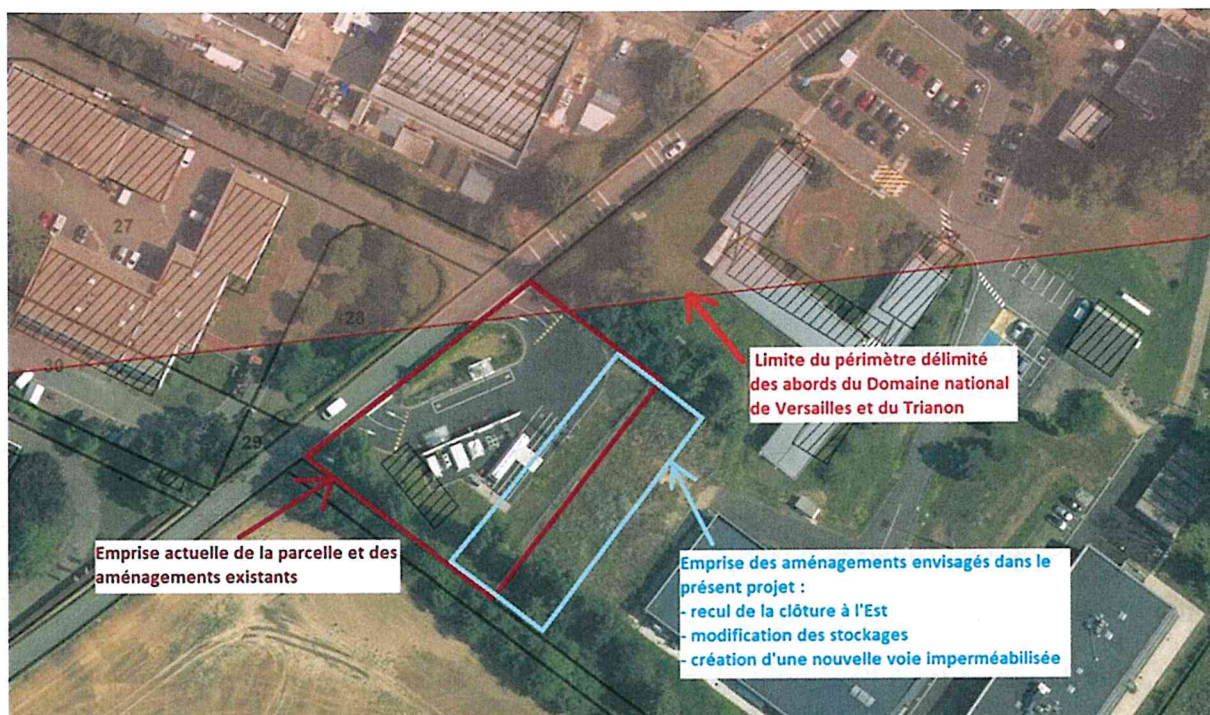 27
28
30
29
Limite du périmètre délimité
des abords du Domaine national
de Versailles et du Trianon
Emprise actuelle de la parcelle et des
aménagements existants
Emprise des aménagements envisagés dans le
présent projet :
- recul de la clôture à l'Est
- modification des stockages
- création d'une nouvelle voie imperméabilisée